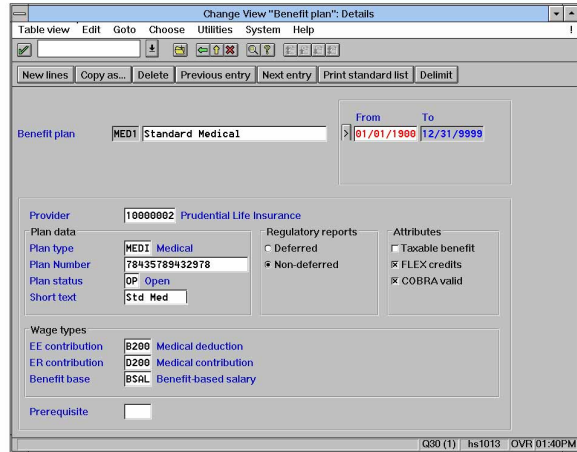 Change View "Benefit plan": Details
Table view Edit Goto Choose Utilities System Help !
New lines Copy as... Delete Previous entry Next entry Print standard list Delimit
From To
Benefit plan MED1 Standard Medical > 01/01/1900 12/31/9999
Provider 10000002 Prudential Life Insurance
Plan data Regulatory reports Attributes
Plan type MEDI Medical Deferred Taxable benefit
Plan Number 78435789432978 Non-deferred FLEX credits
Plan status OP Open COBRA valid
Short text Std Med
Wage types
EE contribution B200 Medical deduction
ER contribution D200 Medical contribution
Benefit base BSAL Benefit-based salary
Prerequisite
Q30 (1) hs1013 OVR 01:40PM